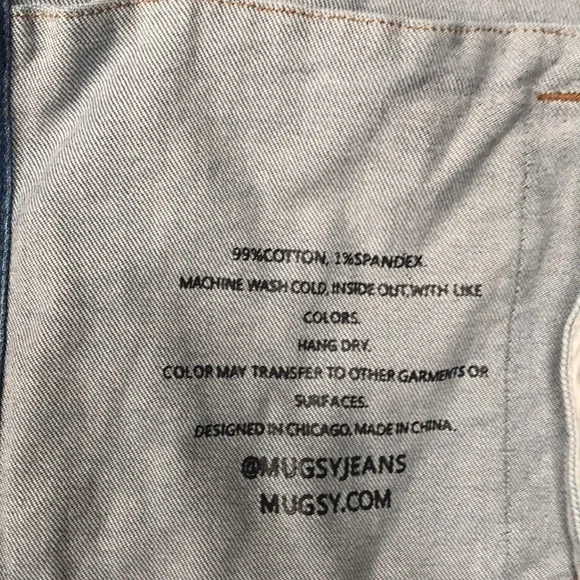 99%COTTON, 1%SPANDEX.
MACHINE WASH COLD, INSIDE OUT, WITH LIKE
COLORS.
HANG DRY.
COLOR MAY TRANSFER TO OTHER GARMENTS OR
SURFACES.
DESIGNED IN CHICAGO. MADE IN CHINA.
@MUGSYJEANS
MUGSY.COM